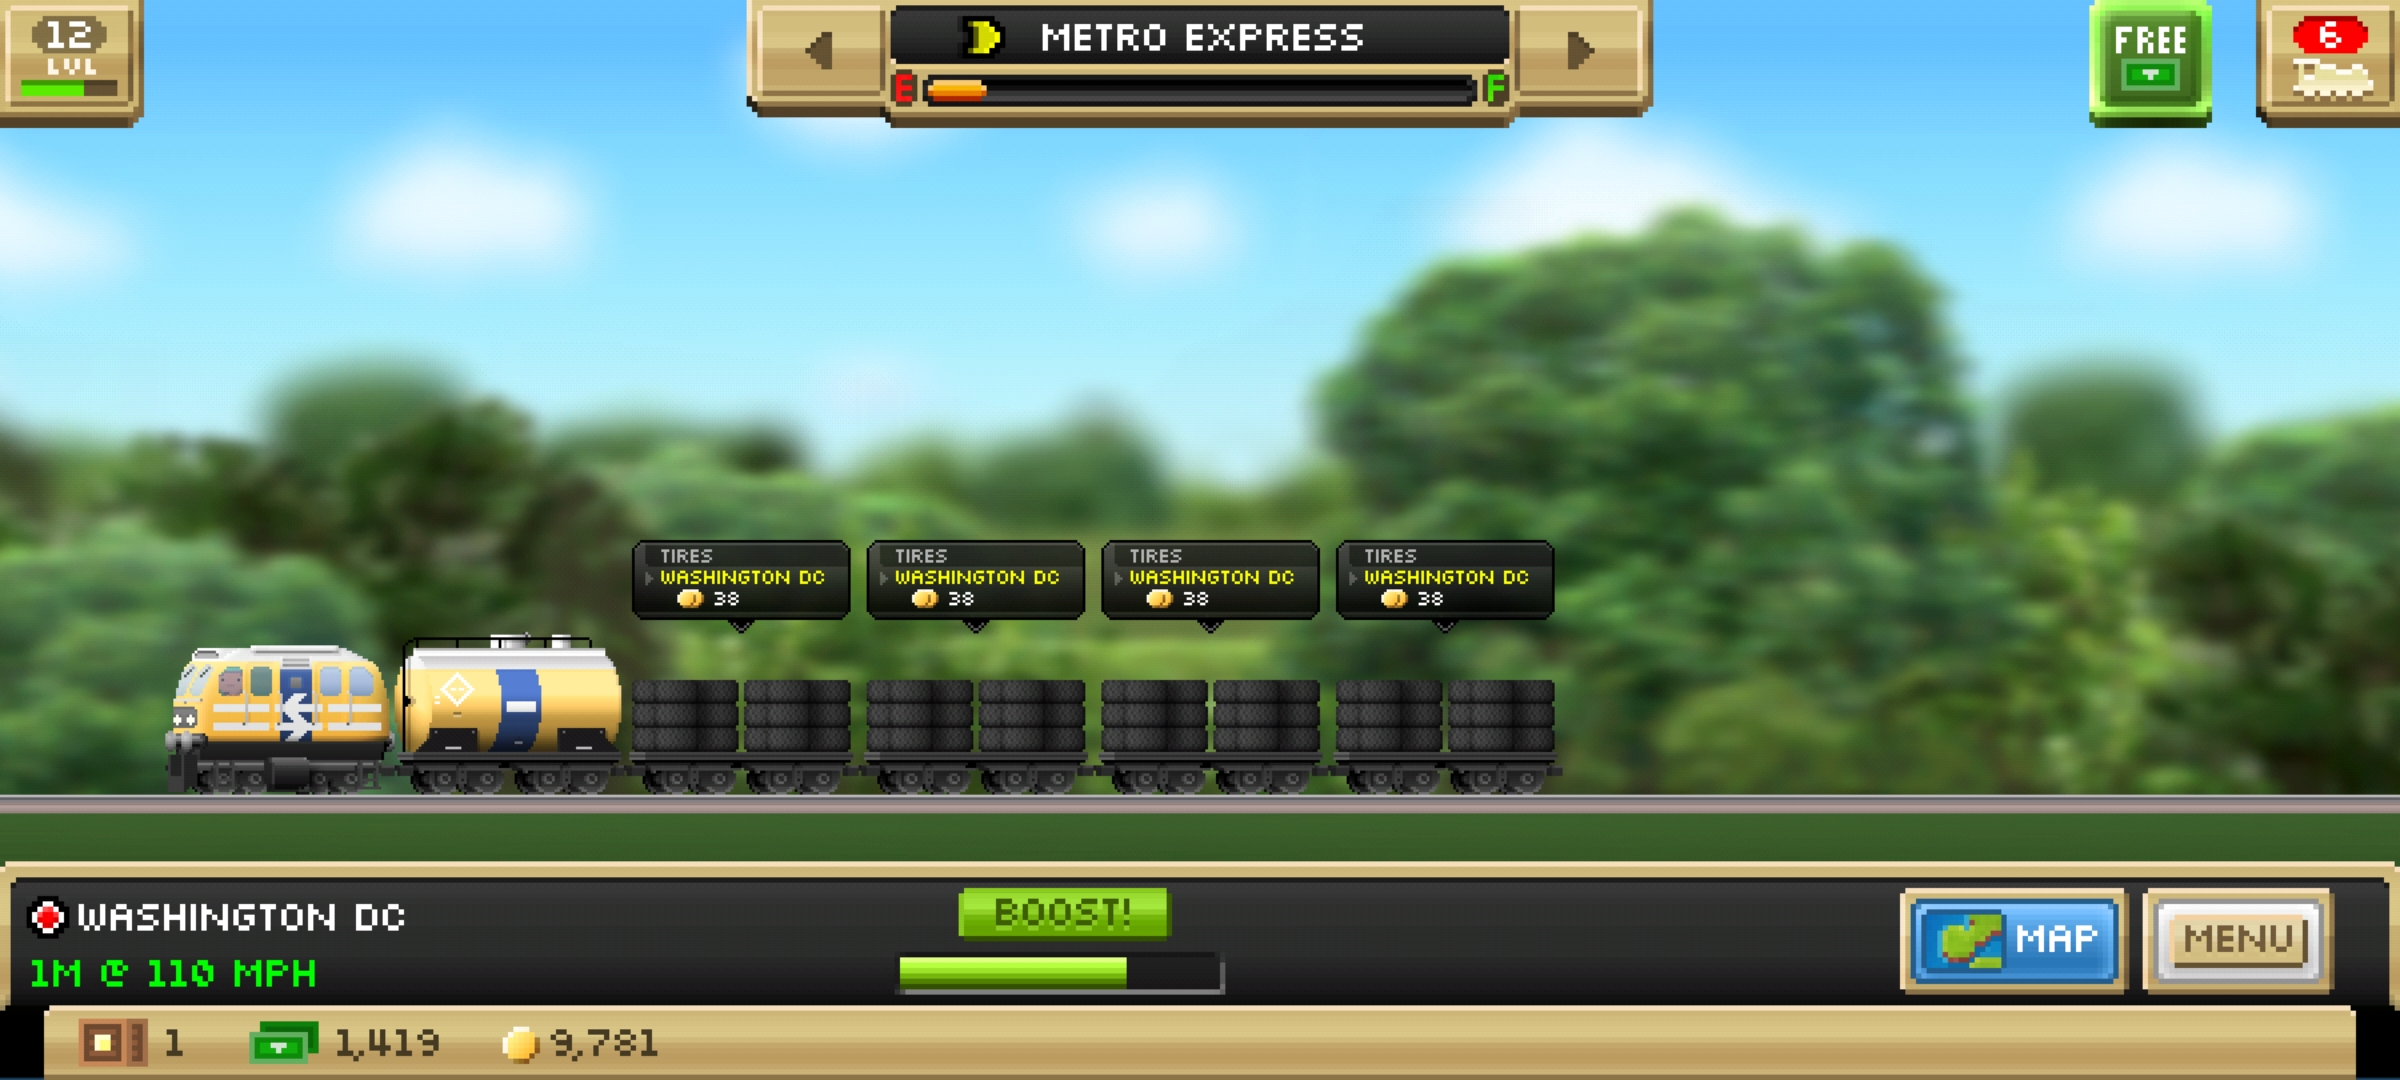 12
LVL
METRO EXPRESS
E F
FREE
6
TIRES
WASHINGTON DC
38
TIRES
WASHINGTON DC
38
TIRES
WASHINGTON DC
38
TIRES
WASHINGTON DC
38
WASHINGTON DC
1M @ 110 MPH
BOOST!
MAP
MENU
1
1,419
9,781